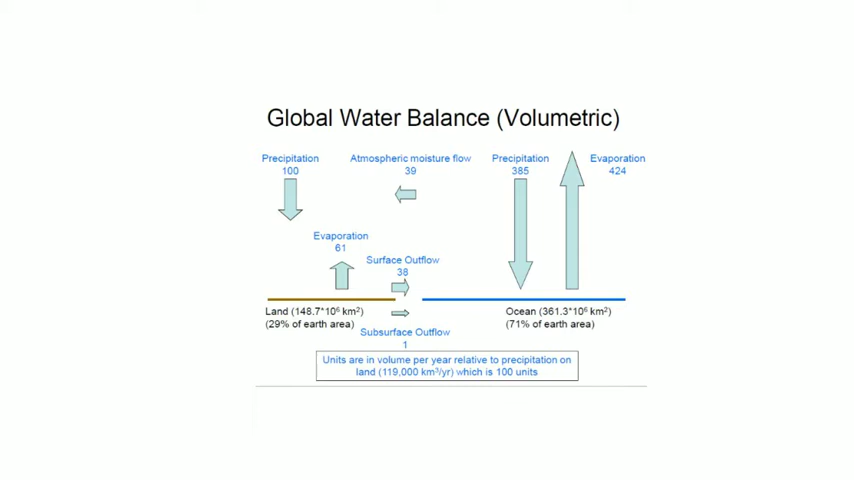 Global Water Balance (Volumetric)
Precipitation
100
Atmospheric moisture flow
39
Precipitation
385
Evaporation
424
Evaporation
61
Surface Outflow
38
Land (148.7*10⁶ km²)
(29% of earth area)
Ocean (361.3*10⁶ km²)
(71% of earth area)
Subsurface Outflow
1
Units are in volume per year relative to precipitation on
land (119,000 km³/yr) which is 100 units